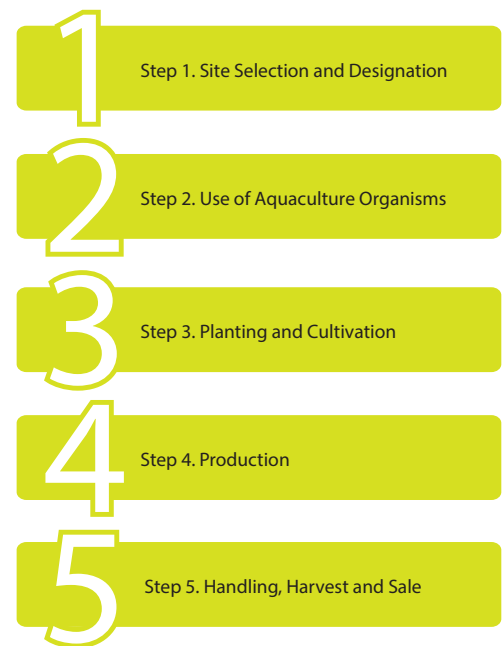 1
Step 1. Site Selection and Designation
2
Step 2. Use of Aquaculture Organisms
3
Step 3. Planting and Cultivation
4
Step 4. Production
5
Step 5. Handling, Harvest and Sale